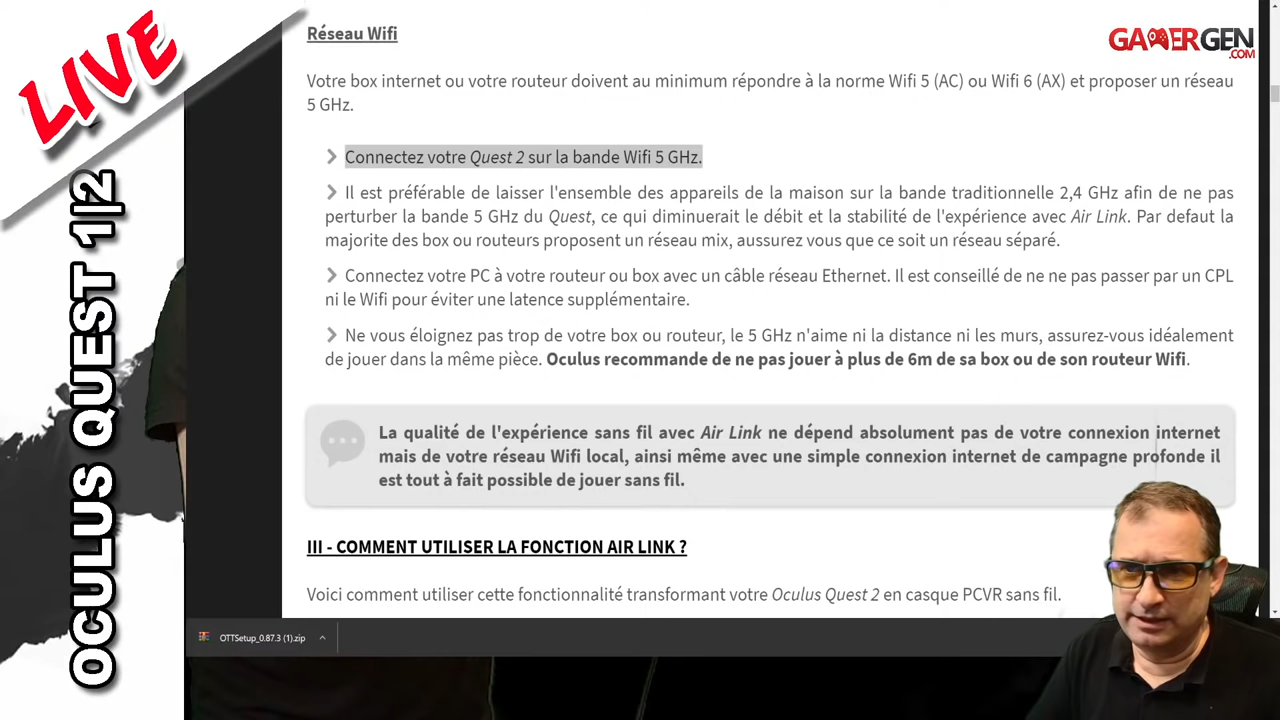 LIVE
OCULUS QUEST 1|2
GAMERGEN
.COM
Réseau Wifi
Votre box internet ou votre routeur doivent au minimum répondre à la norme Wifi 5 (AC) ou Wifi 6 (AX) et proposer un réseau
5 GHz.
Connectez votre Quest 2 sur la bande Wifi 5 GHz.
Il est préférable de laisser l'ensemble des appareils de la maison sur la bande traditionnelle 2,4 GHz afin de ne pas
perturber la bande 5 GHz du Quest, ce qui diminuerait le débit et la stabilité de l'expérience avec Air Link. Par defaut la
majorite des box ou routeurs proposent un réseau mix, aussurez vous que ce soit un réseau séparé.
Connectez votre PC à votre routeur ou box avec un câble réseau Ethernet. Il est conseillé de ne ne pas passer par un CPL
ni le Wifi pour éviter une latence supplémentaire.
Ne vous éloignez pas trop de votre box ou routeur, le 5 GHz n'aime ni la distance ni les murs, assurez-vous idéalement
de jouer dans la même pièce. Oculus recommande de ne pas jouer à plus de 6m de sa box ou de son routeur Wifi.
La qualité de l'expérience sans fil avec Air Link ne dépend absolument pas de votre connexion internet
mais de votre réseau Wifi local, ainsi même avec une simple connexion internet de campagne profonde il
est tout à fait possible de jouer sans fil.
III - COMMENT UTILISER LA FONCTION AIR LINK ?
Voici comment utiliser cette fonctionnalité transformant votre Oculus Quest 2 en casque PCVR sans fil.
OTTSetup_0.87.3 (1).zip